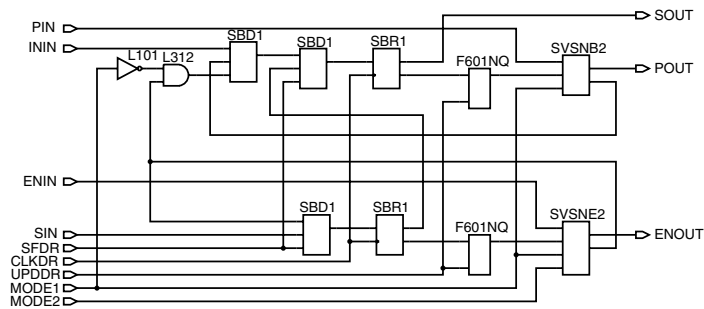 PIN
SOUT
ININ
L101
L312
SBD1
SBD1
SBR1
F601NQ
SVSNB2
POUT
ENIN
SBD1
SBR1
F601NQ
SVSNE2
ENOUT
SIN
SFDR
CLKDR
UPDDR
MODE1
MODE2